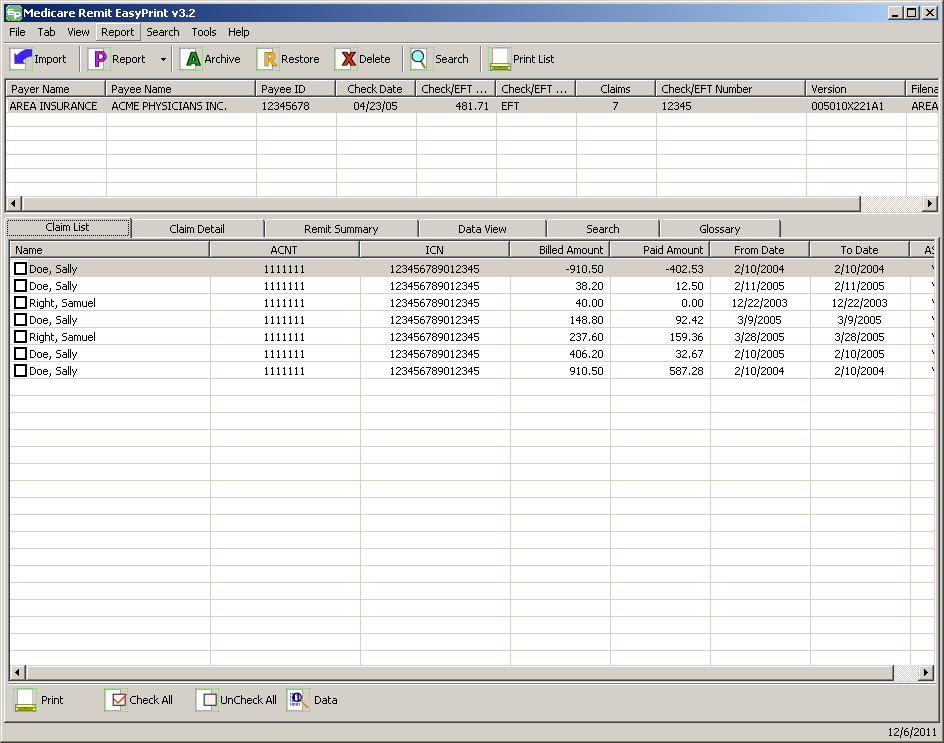 Medicare Remit EasyPrint v3.2
File Tab View Report Search Tools Help
Import Report Archive Restore Delete Search Print List
Payer Name Payee Name Payee ID Check Date Check/EFT ... Check/EFT ... Claims Check/EFT Number Version Filena
AREA INSURANCE ACME PHYSICIANS INC. 12345678 04/23/05 481.71 EFT 7 12345 005010X221A1 AREA
Claim List Claim Detail Remit Summary Data View Search Glossary
Name ACNT ICN Billed Amount Paid Amount From Date To Date AS
Doe, Sally 1111111 123456789012345 -910.50 -402.53 2/10/2004 2/10/2004
Doe, Sally 1111111 123456789012345 38.20 12.50 2/11/2005 2/11/2005
Right, Samuel 1111111 123456789012345 40.00 0.00 12/22/2003 12/22/2003
Doe, Sally 1111111 123456789012345 148.80 92.42 3/9/2005 3/9/2005
Right, Samuel 1111111 123456789012345 237.60 159.36 3/28/2005 3/28/2005
Doe, Sally 1111111 123456789012345 406.20 32.67 2/10/2005 2/10/2005
Doe, Sally 1111111 123456789012345 910.50 587.28 2/10/2004 2/10/2004
Print Check All UnCheck All Data
12/6/2011